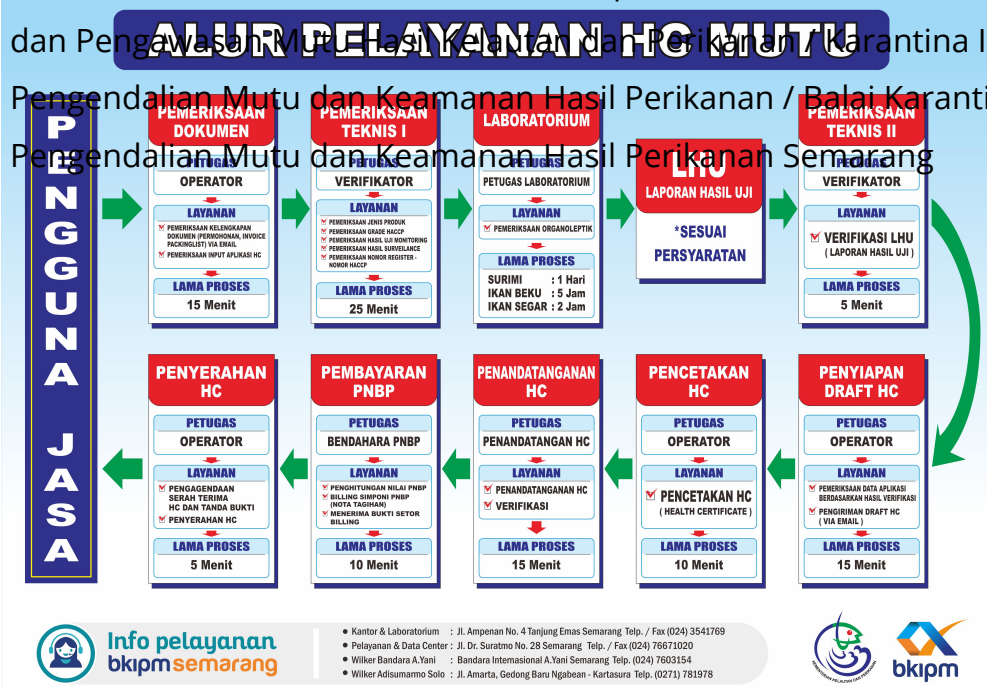 dan Pengawasan Mutu Hasil Kelautan dan Perikanan / Karantina I
ALUR PELAYANAN HC MUTU
Pengendalian Mutu dan Keamanan Hasil Perikanan / Balai Karanti
Pengendalian Mutu dan Keamanan Hasil Perikanan Semarang
PENGGUNA JASA
PEMERIKSAAN
DOKUMEN
PETUGAS
OPERATOR
LAYANAN
PEMERIKSAAN KELENGKAPAN
DOKUMEN (PERMOHONAN, INVOICE
PACKINGLIST) VIA EMAIL
PEMERIKSAAN INPUT APLIKASI HC
LAMA PROSES
15 Menit
PEMERIKSAAN
TEKNIS I
PETUGAS
VERIFIKATOR
LAYANAN
PEMERIKSAAN JENIS PRODUK
PEMERIKSAAN GRADE HACCP
PEMERIKSAAN HASIL UJI MONITORING
PEMERIKSAAN HASIL SURVEILANCE
PEMERIKSAAN NOMOR REGISTER -
NOMOR HACCP
LAMA PROSES
25 Menit
LABORATORIUM
PETUGAS
PETUGAS LABORATORIUM
LAYANAN
PEMERIKSAAN ORGANOLEPTIK
LAMA PROSES
SURIMI : 1 Hari
IKAN BEKU : 5 Jam
IKAN SEGAR : 2 Jam
LHU
LAPORAN HASIL UJI
*SESUAI
PERSYARATAN
PEMERIKSAAN
TEKNIS II
PETUGAS
VERIFIKATOR
LAYANAN
VERIFIKASI LHU
( LAPORAN HASIL UJI )
LAMA PROSES
5 Menit
PENYERAHAN
HC
PETUGAS
OPERATOR
LAYANAN
PENGAGENDAAN
SERAH TERIMA
HC DAN TANDA BUKTI
PENYERAHAN HC
LAMA PROSES
5 Menit
PEMBAYARAN
PNBP
PETUGAS
BENDAHARA PNBP
LAYANAN
PENGHITUNGAN NILAI PNBP
BILLING SIMPONI PNBP
(NOTA TAGIHAN)
MENERIMA BUKTI SETOR
BILLING
LAMA PROSES
10 Menit
PENANDATANGANAN
HC
PETUGAS
PENANDATANGAN HC
LAYANAN
PENANDATANGANAN HC
VERIFIKASI
LAMA PROSES
15 Menit
PENCETAKAN
HC
PETUGAS
OPERATOR
LAYANAN
PENCETAKAN HC
( HEALTH CERTIFICATE )
LAMA PROSES
10 Menit
PENYIAPAN
DRAFT HC
PETUGAS
OPERATOR
LAYANAN
PEMERIKSAAN DATA APLIKASI
BERDASARKAN HASIL VERIFIKASI
PENGIRIMAN DRAFT HC
( VIA EMAIL )
LAMA PROSES
15 Menit
Info pelayanan
bkipm semarang
Kantor & Laboratorium : Jl. Ampenan No. 4 Tanjung Emas Semarang Telp. / Fax (024) 3541769
Pelayanan & Data Center : Jl. Dr. Suratmo No. 28 Semarang Telp. / Fax (024) 76671020
Wilker Bandara A.Yani : Bandara Internasional A.Yani Semarang Telp. (024) 7603154
Wilker Adisumarmo Solo : Jl. Amarta, Gedong Baru Ngabean - Kartasura Telp. (0271) 781978
KEMENTERIAN KELAUTAN DAN PERIKANAN
bkipm